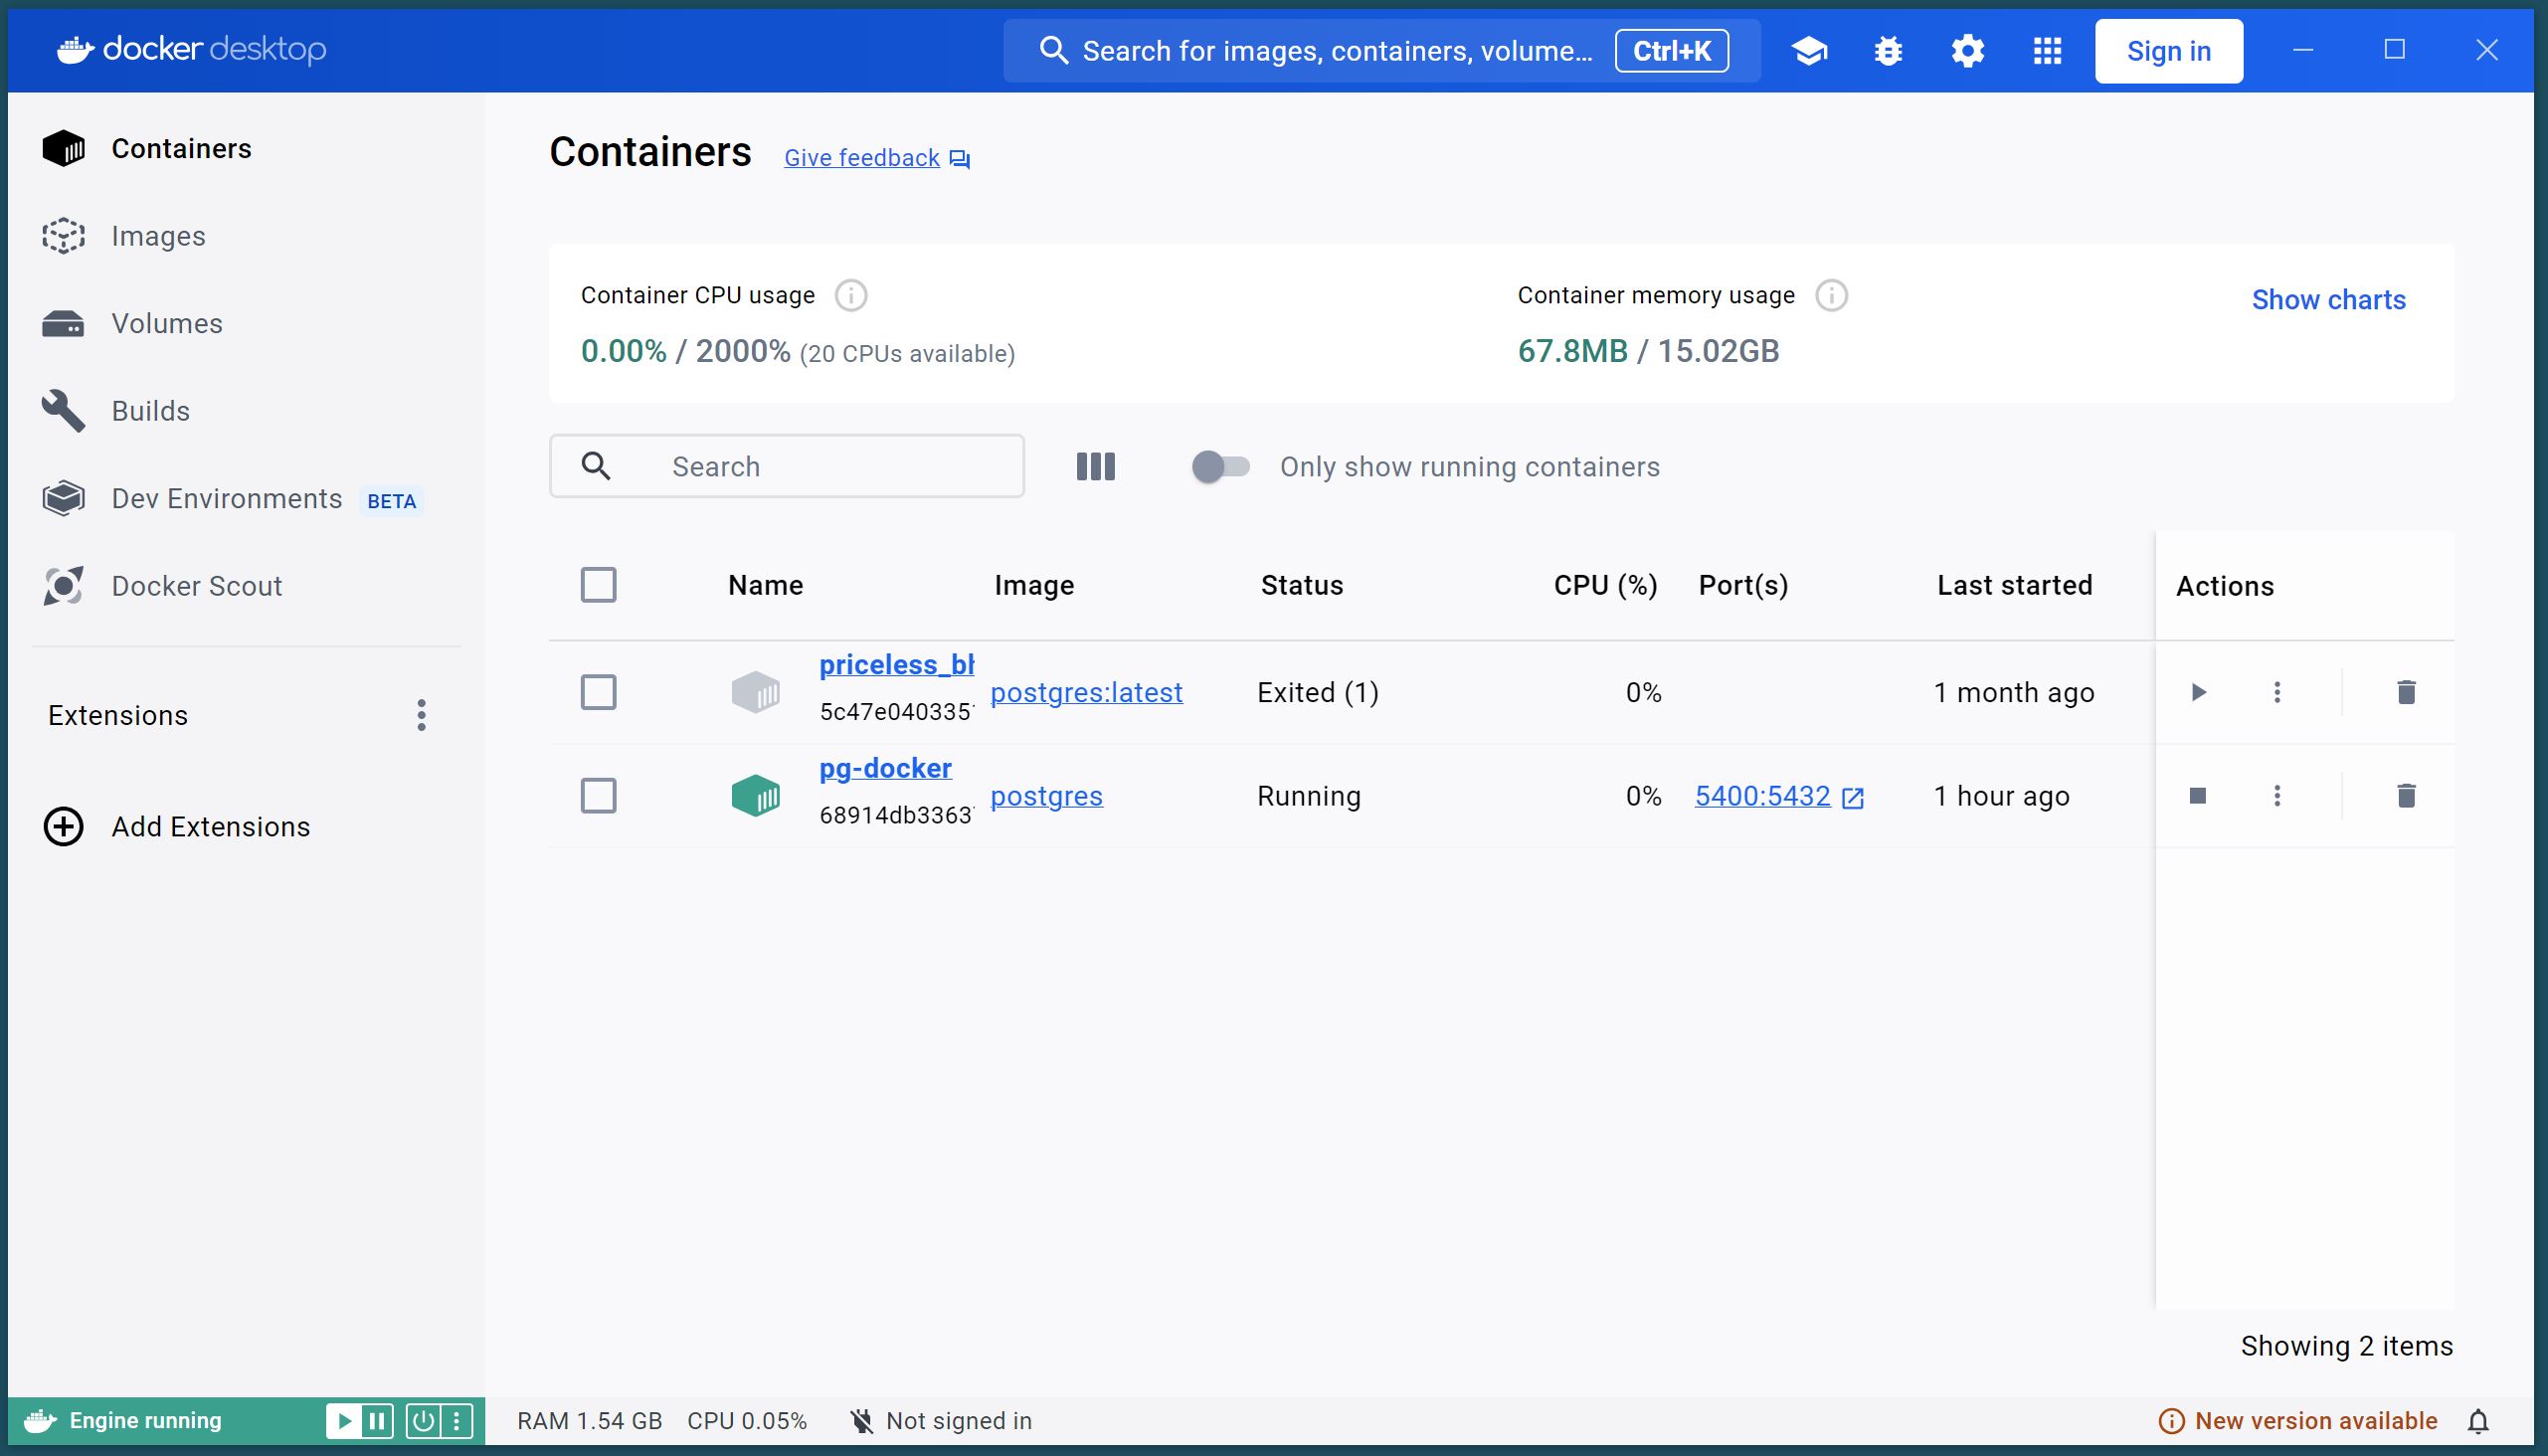 docker desktop
Search for images, containers, volume... Ctrl+K
Sign in
Containers
Images
Volumes
Builds
Dev Environments BETA
Docker Scout
Extensions
Add Extensions
Containers Give feedback
Container CPU usage
0.00% / 2000% (20 CPUs available)
Container memory usage
67.8MB / 15.02GB
Show charts
Search
Only show running containers
Name Image Status CPU (%) Port(s) Last started Actions
priceless_bh
5c47e040335
postgres:latest Exited (1) 0% 1 month ago
pg-docker
68914db3363
postgres Running 0% 5400:5432 1 hour ago
Showing 2 items
Engine running
RAM 1.54 GB CPU 0.05% Not signed in
New version available